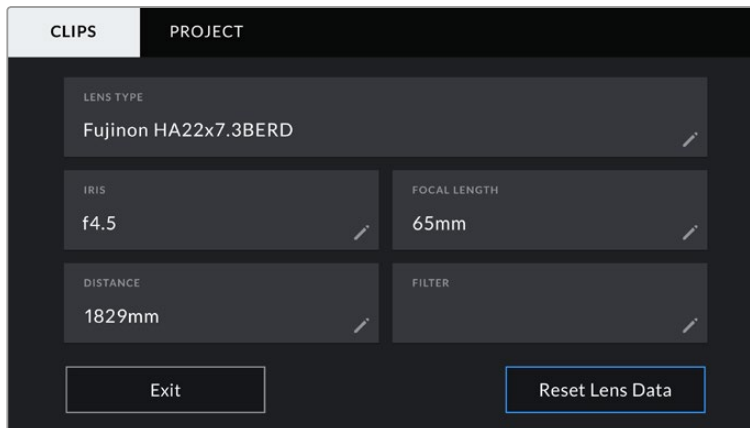 CLIPS PROJECT
LENS TYPE
Fujinon HA22x7.3BERD
IRIS FOCAL LENGTH
f4.5 65mm
DISTANCE FILTER
1829mm
Exit Reset Lens Data